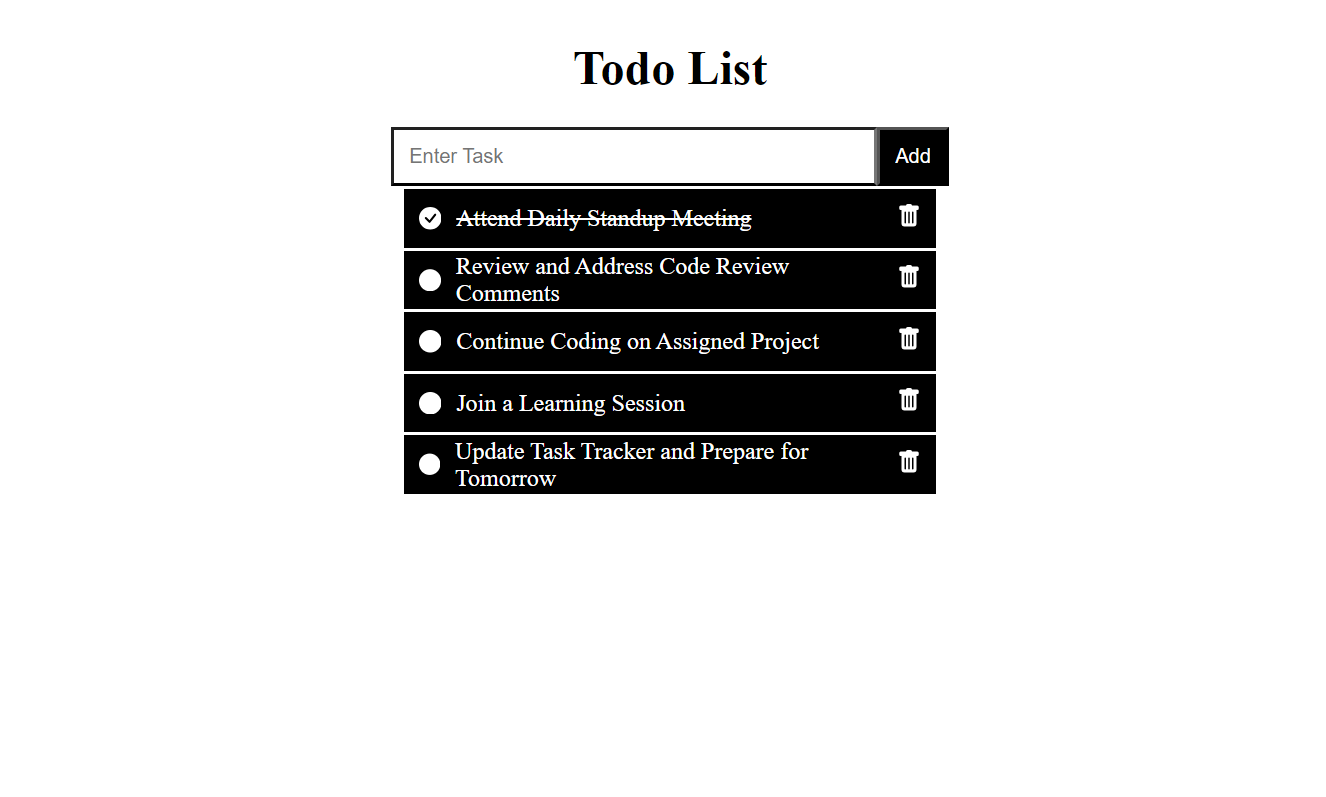 Todo List
Enter Task
Add
Attend Daily Standup Meeting
Review and Address Code Review
Comments
Continue Coding on Assigned Project
Join a Learning Session
Update Task Tracker and Prepare for
Tomorrow